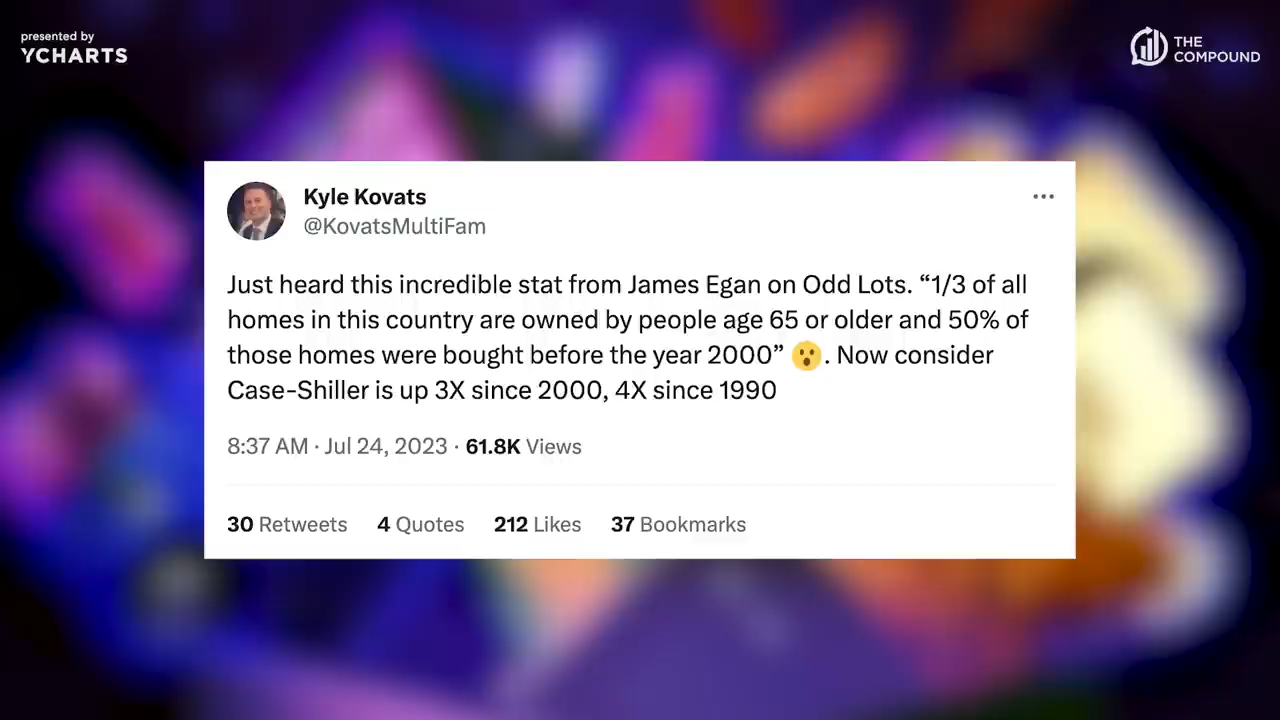 presented by
YCHARTS
THE
COMPOUND
Kyle Kovats
@KovatsMultiFam
Just heard this incredible stat from James Egan on Odd Lots. “1/3 of all
homes in this country are owned by people age 65 or older and 50% of
those homes were bought before the year 2000” 😮. Now consider
Case-Shiller is up 3X since 2000, 4X since 1990
8:37 AM · Jul 24, 2023 · 61.8K Views
30 Retweets 4 Quotes 212 Likes 37 Bookmarks